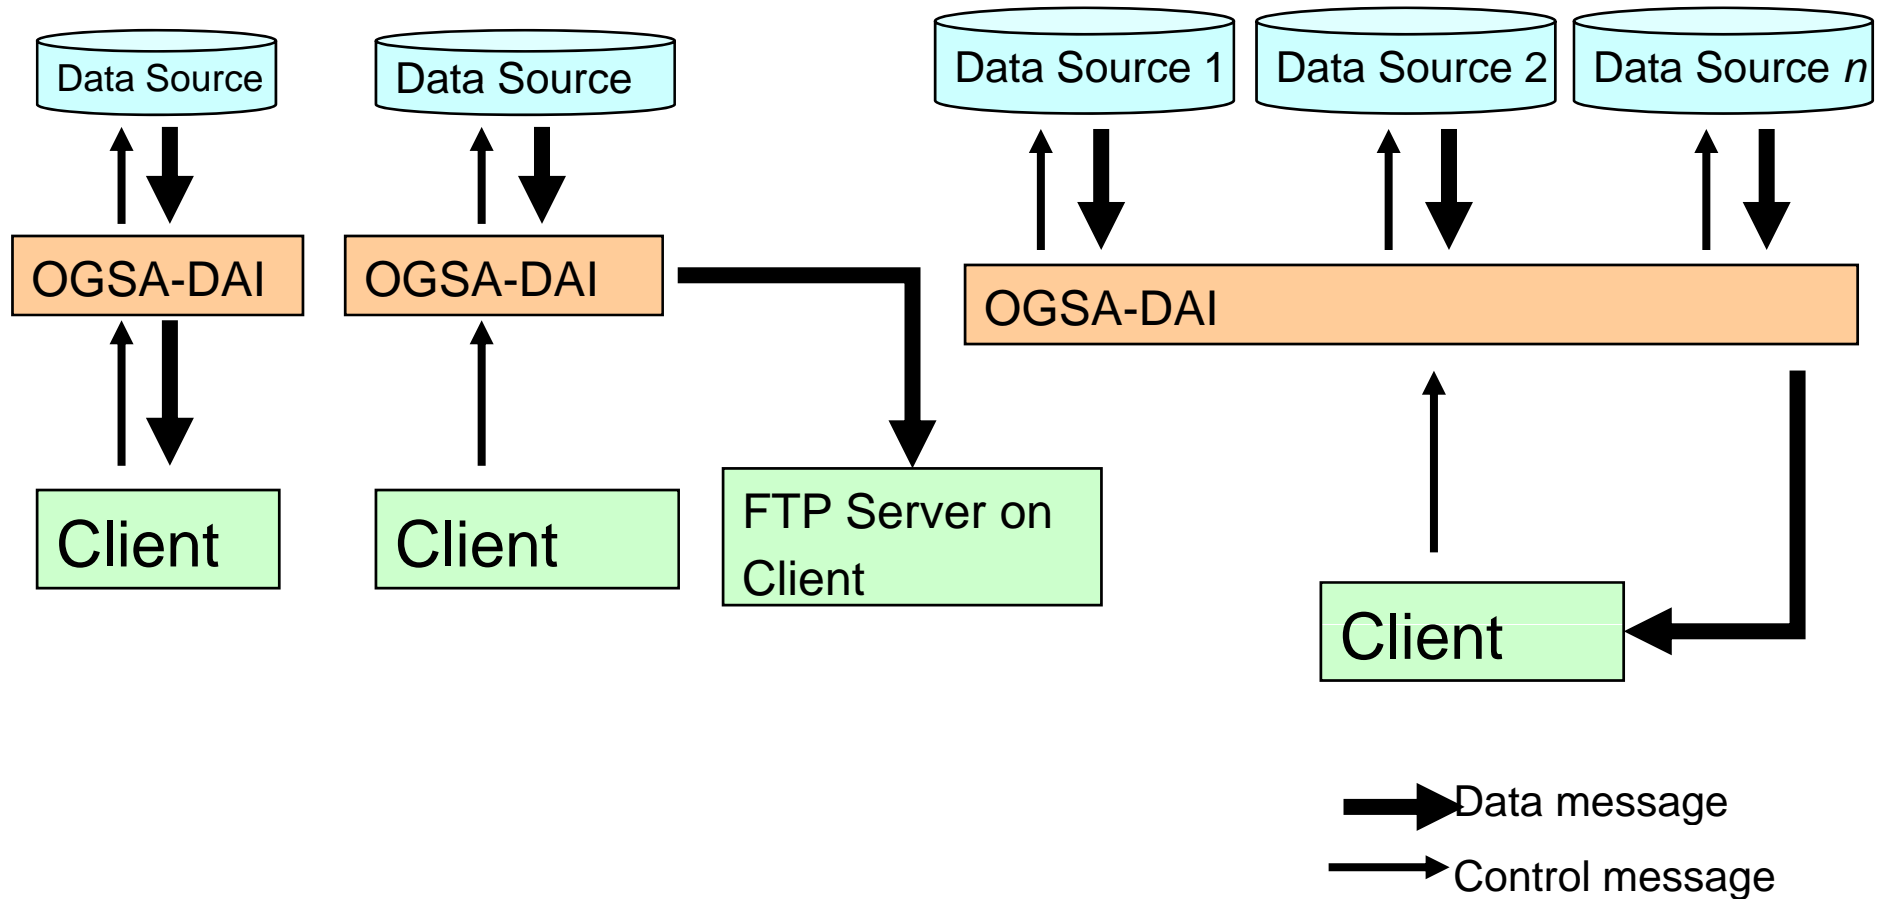 Data Source
Data Source
Data Source 1
Data Source 2
Data Source n
OGSA-DAI
OGSA-DAI
OGSA-DAI
Client
Client
FTP Server on
Client
Client
Data message
Control message